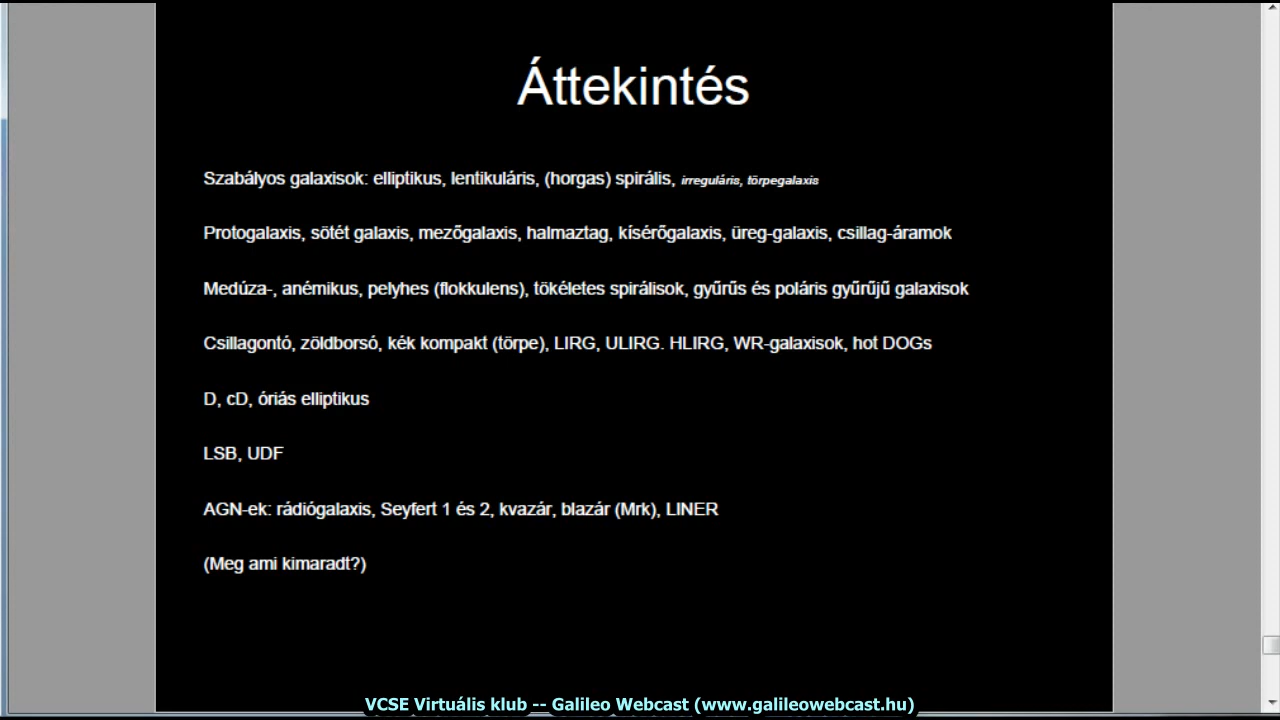 Áttekintés
Szabályos galaxisok: elliptikus, lentikuláris, (horgas) spirális, irreguláris, törpegalaxis
Protogalaxis, sötét galaxis, mezőgalaxis, halmaztag, kísérőgalaxis, üreg-galaxis, csillag-áramok
Medúza-, anémikus, pelyhes (flokkulens), tökéletes spirálisok, gyűrűs és poláris gyűrűjű galaxisok
Csillagontó, zöldborsó, kék kompakt (törpe), LIRG, ULIRG. HLIRG, WR-galaxisok, hot DOGs
D, cD, óriás elliptikus
LSB, UDF
AGN-ek: rádiógalaxis, Seyfert 1 és 2, kvazár, blazár (Mrk), LINER
(Meg ami kimaradt?)
VCSE Virtuális klub -- Galileo Webcast (www.galileowebcast.hu)